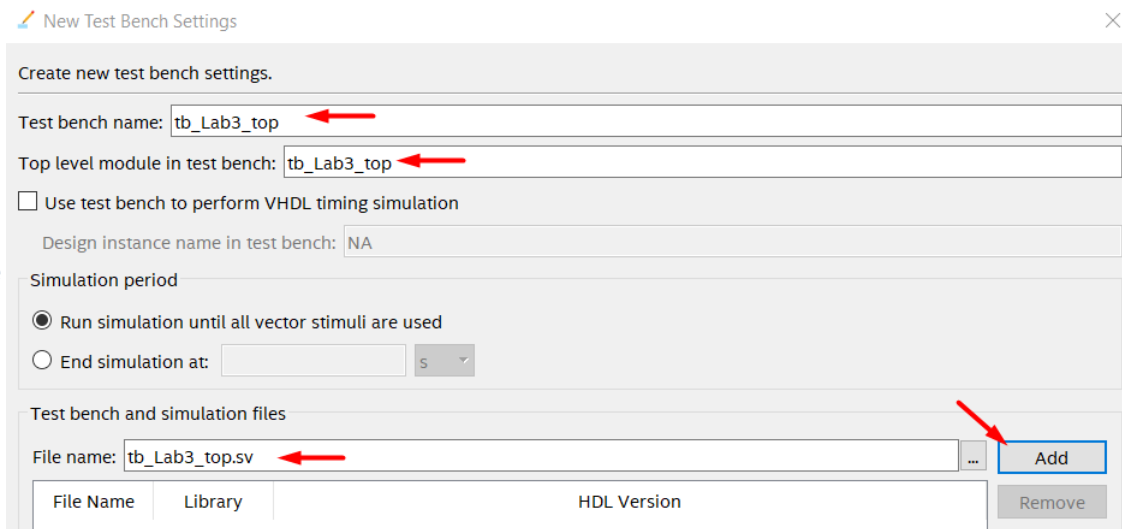 New Test Bench Settings
Create new test bench settings.
Test bench name: tb_Lab3_top
Top level module in test bench: tb_Lab3_top
Use test bench to perform VHDL timing simulation
Design instance name in test bench: NA
Simulation period
Run simulation until all vector stimuli are used
End simulation at: s
Test bench and simulation files
File name: tb_Lab3_top.sv ... Add
File Name Library HDL Version Remove